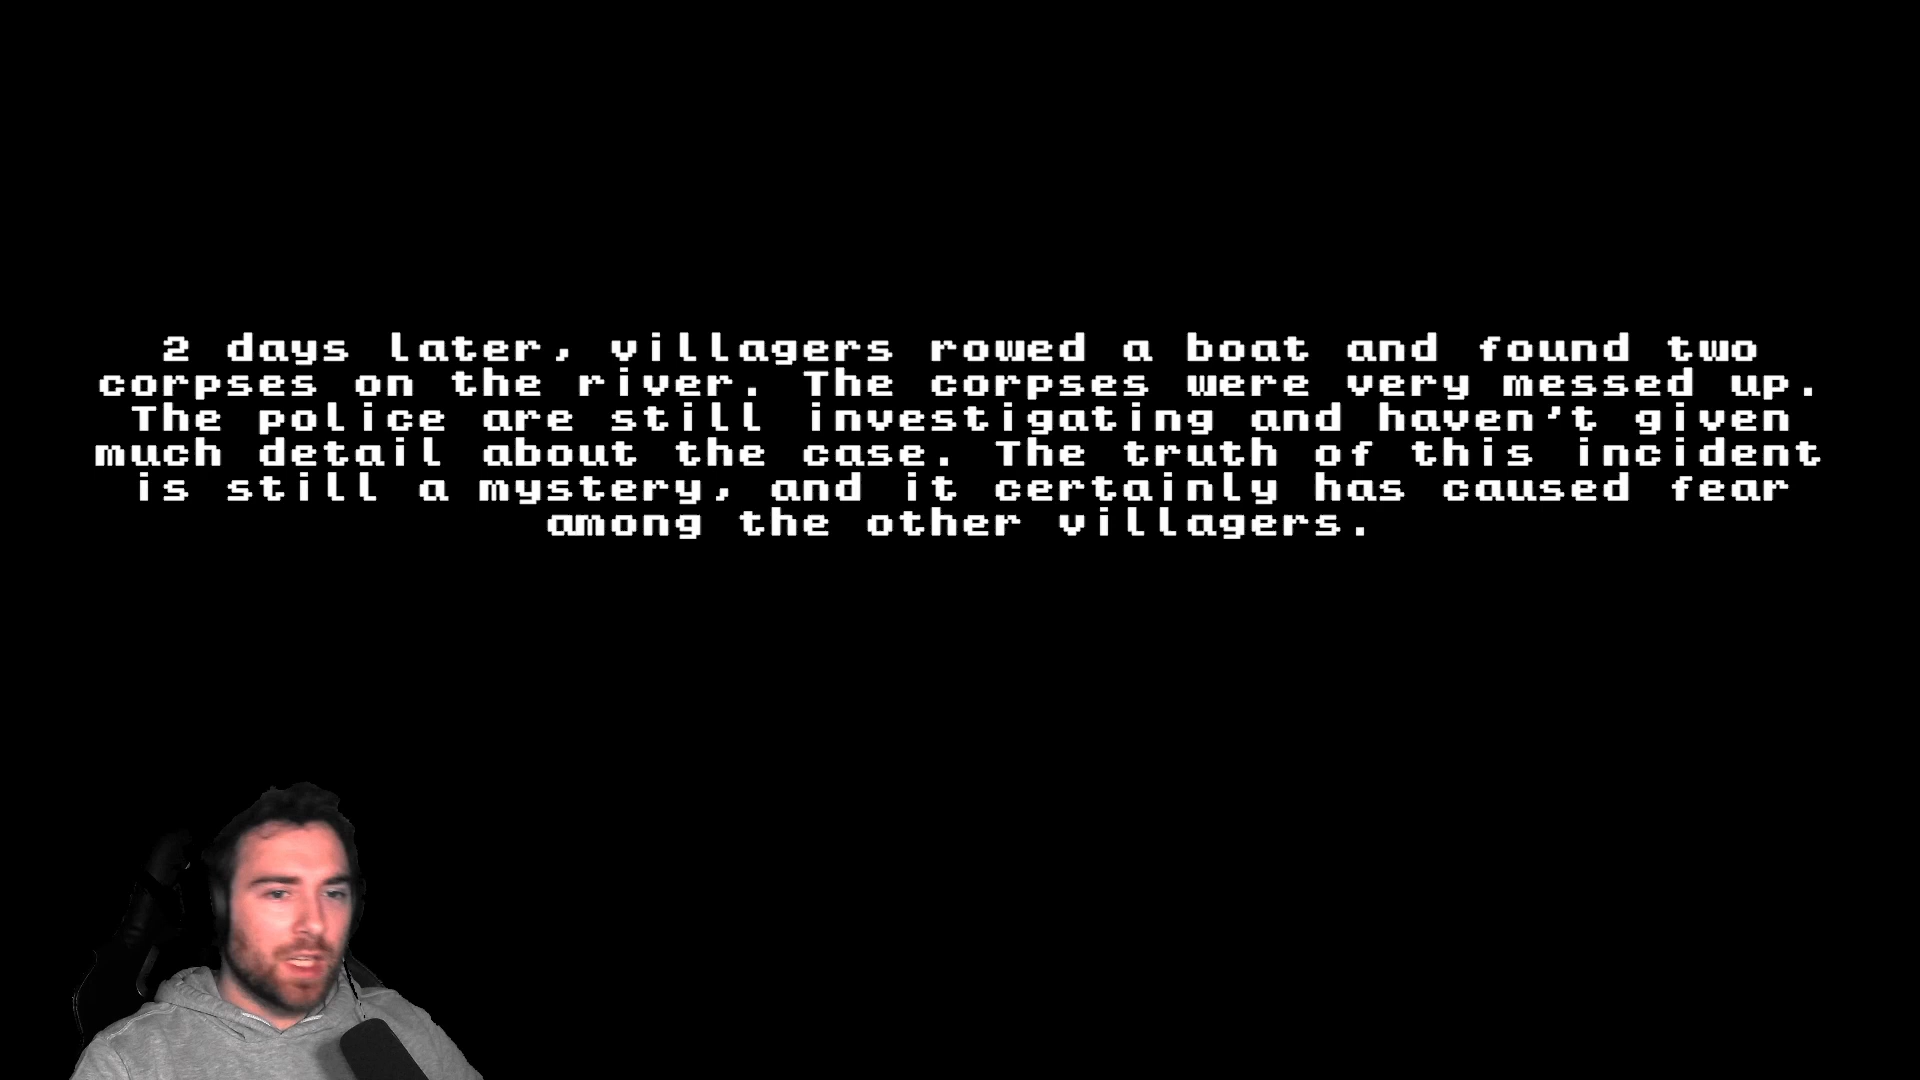 2 days later, villagers rowed a boat and found two
corpses on the river. The corpses were very messed up.
The police are still investigating and haven't given
much detail about the case. The truth of this incident
is still a mystery, and it certainly has caused fear
among the other villagers.